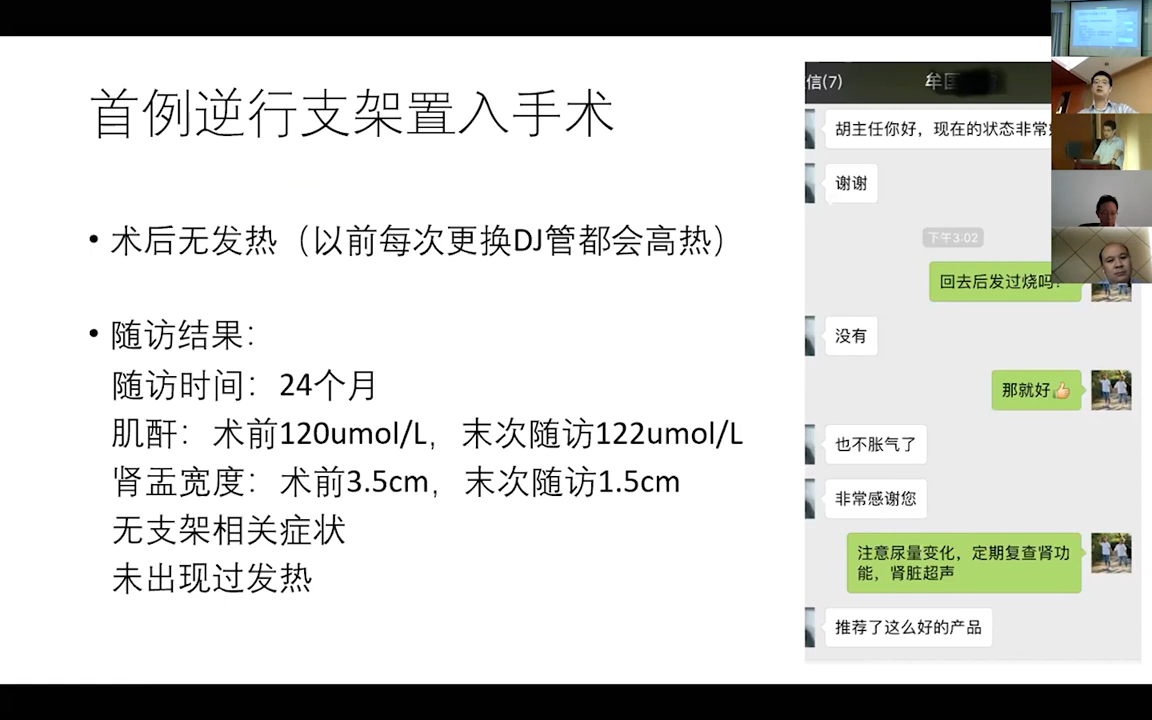 首例逆行支架置入手术
• 术后无发热（以前每次更换DJ管都会高热）
• 随访结果：
随访时间：24个月
肌酐：术前120umol/L，末次随访122umol/L
肾盂宽度：术前3.5cm，末次随访1.5cm
无支架相关症状
未出现过发热
信(7)
牟国
胡主任你好，现在的状态非常
谢谢
下午3:02
回去后发过烧吗？
没有
那就好👍
也不胀气了
非常感谢您
注意尿量变化，定期复查肾功
能，肾脏超声
推荐了这么好的产品